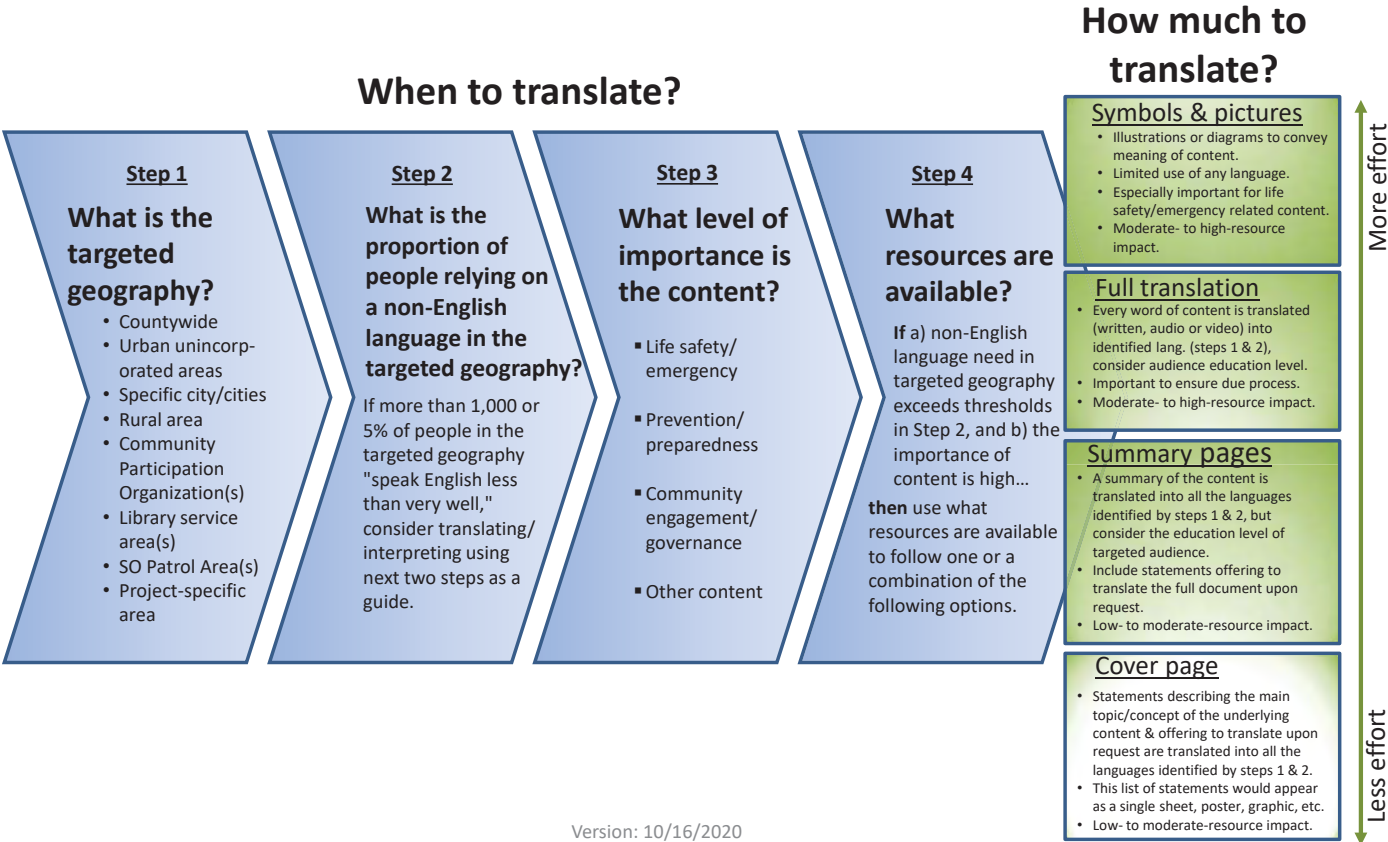 When to translate?
Step 1
What is the
targeted
geography?
• Countywide
• Urban unincorp-
orated areas
• Specific city/cities
• Rural area
• Community
Participation
Organization(s)
• Library service
area(s)
• SO Patrol Area(s)
• Project-specific
area
Step 2
What is the
proportion of
people relying on
a non-English
language in the
targeted geography?
If more than 1,000 or
5% of people in the
targeted geography
"speak English less
than very well,"
consider translating/
interpreting using
next two steps as a
guide.
Step 3
What level of
importance is
the content?
▪ Life safety/
emergency
▪ Prevention/
preparedness
▪ Community
engagement/
governance
▪ Other content
Step 4
What
resources are
available?
If a) non-English
language need in
targeted geography
exceeds thresholds
in Step 2, and b) the
importance of
content is high…
then use what
resources are available
to follow one or a
combination of the
following options.
How much to
translate?
Symbols & pictures
• Illustrations or diagrams to convey
meaning of content.
• Limited use of any language.
• Especially important for life
safety/emergency related content.
• Moderate- to high-resource
impact.
Full translation
• Every word of content is translated
(written, audio or video) into
identified lang. (steps 1 & 2),
consider audience education level.
• Important to ensure due process.
• Moderate- to high-resource impact.
Summary pages
• A summary of the content is
translated into all the languages
identified by steps 1 & 2, but
consider the education level of
targeted audience.
• Include statements offering to
translate the full document upon
request.
• Low- to moderate-resource impact.
Cover page
• Statements describing the main
topic/concept of the underlying
content & offering to translate upon
request are translated into all the
languages identified by steps 1 & 2.
• This list of statements would appear
as a single sheet, poster, graphic, etc.
• Low- to moderate-resource impact.
More effort
Less effort
Version: 10/16/2020